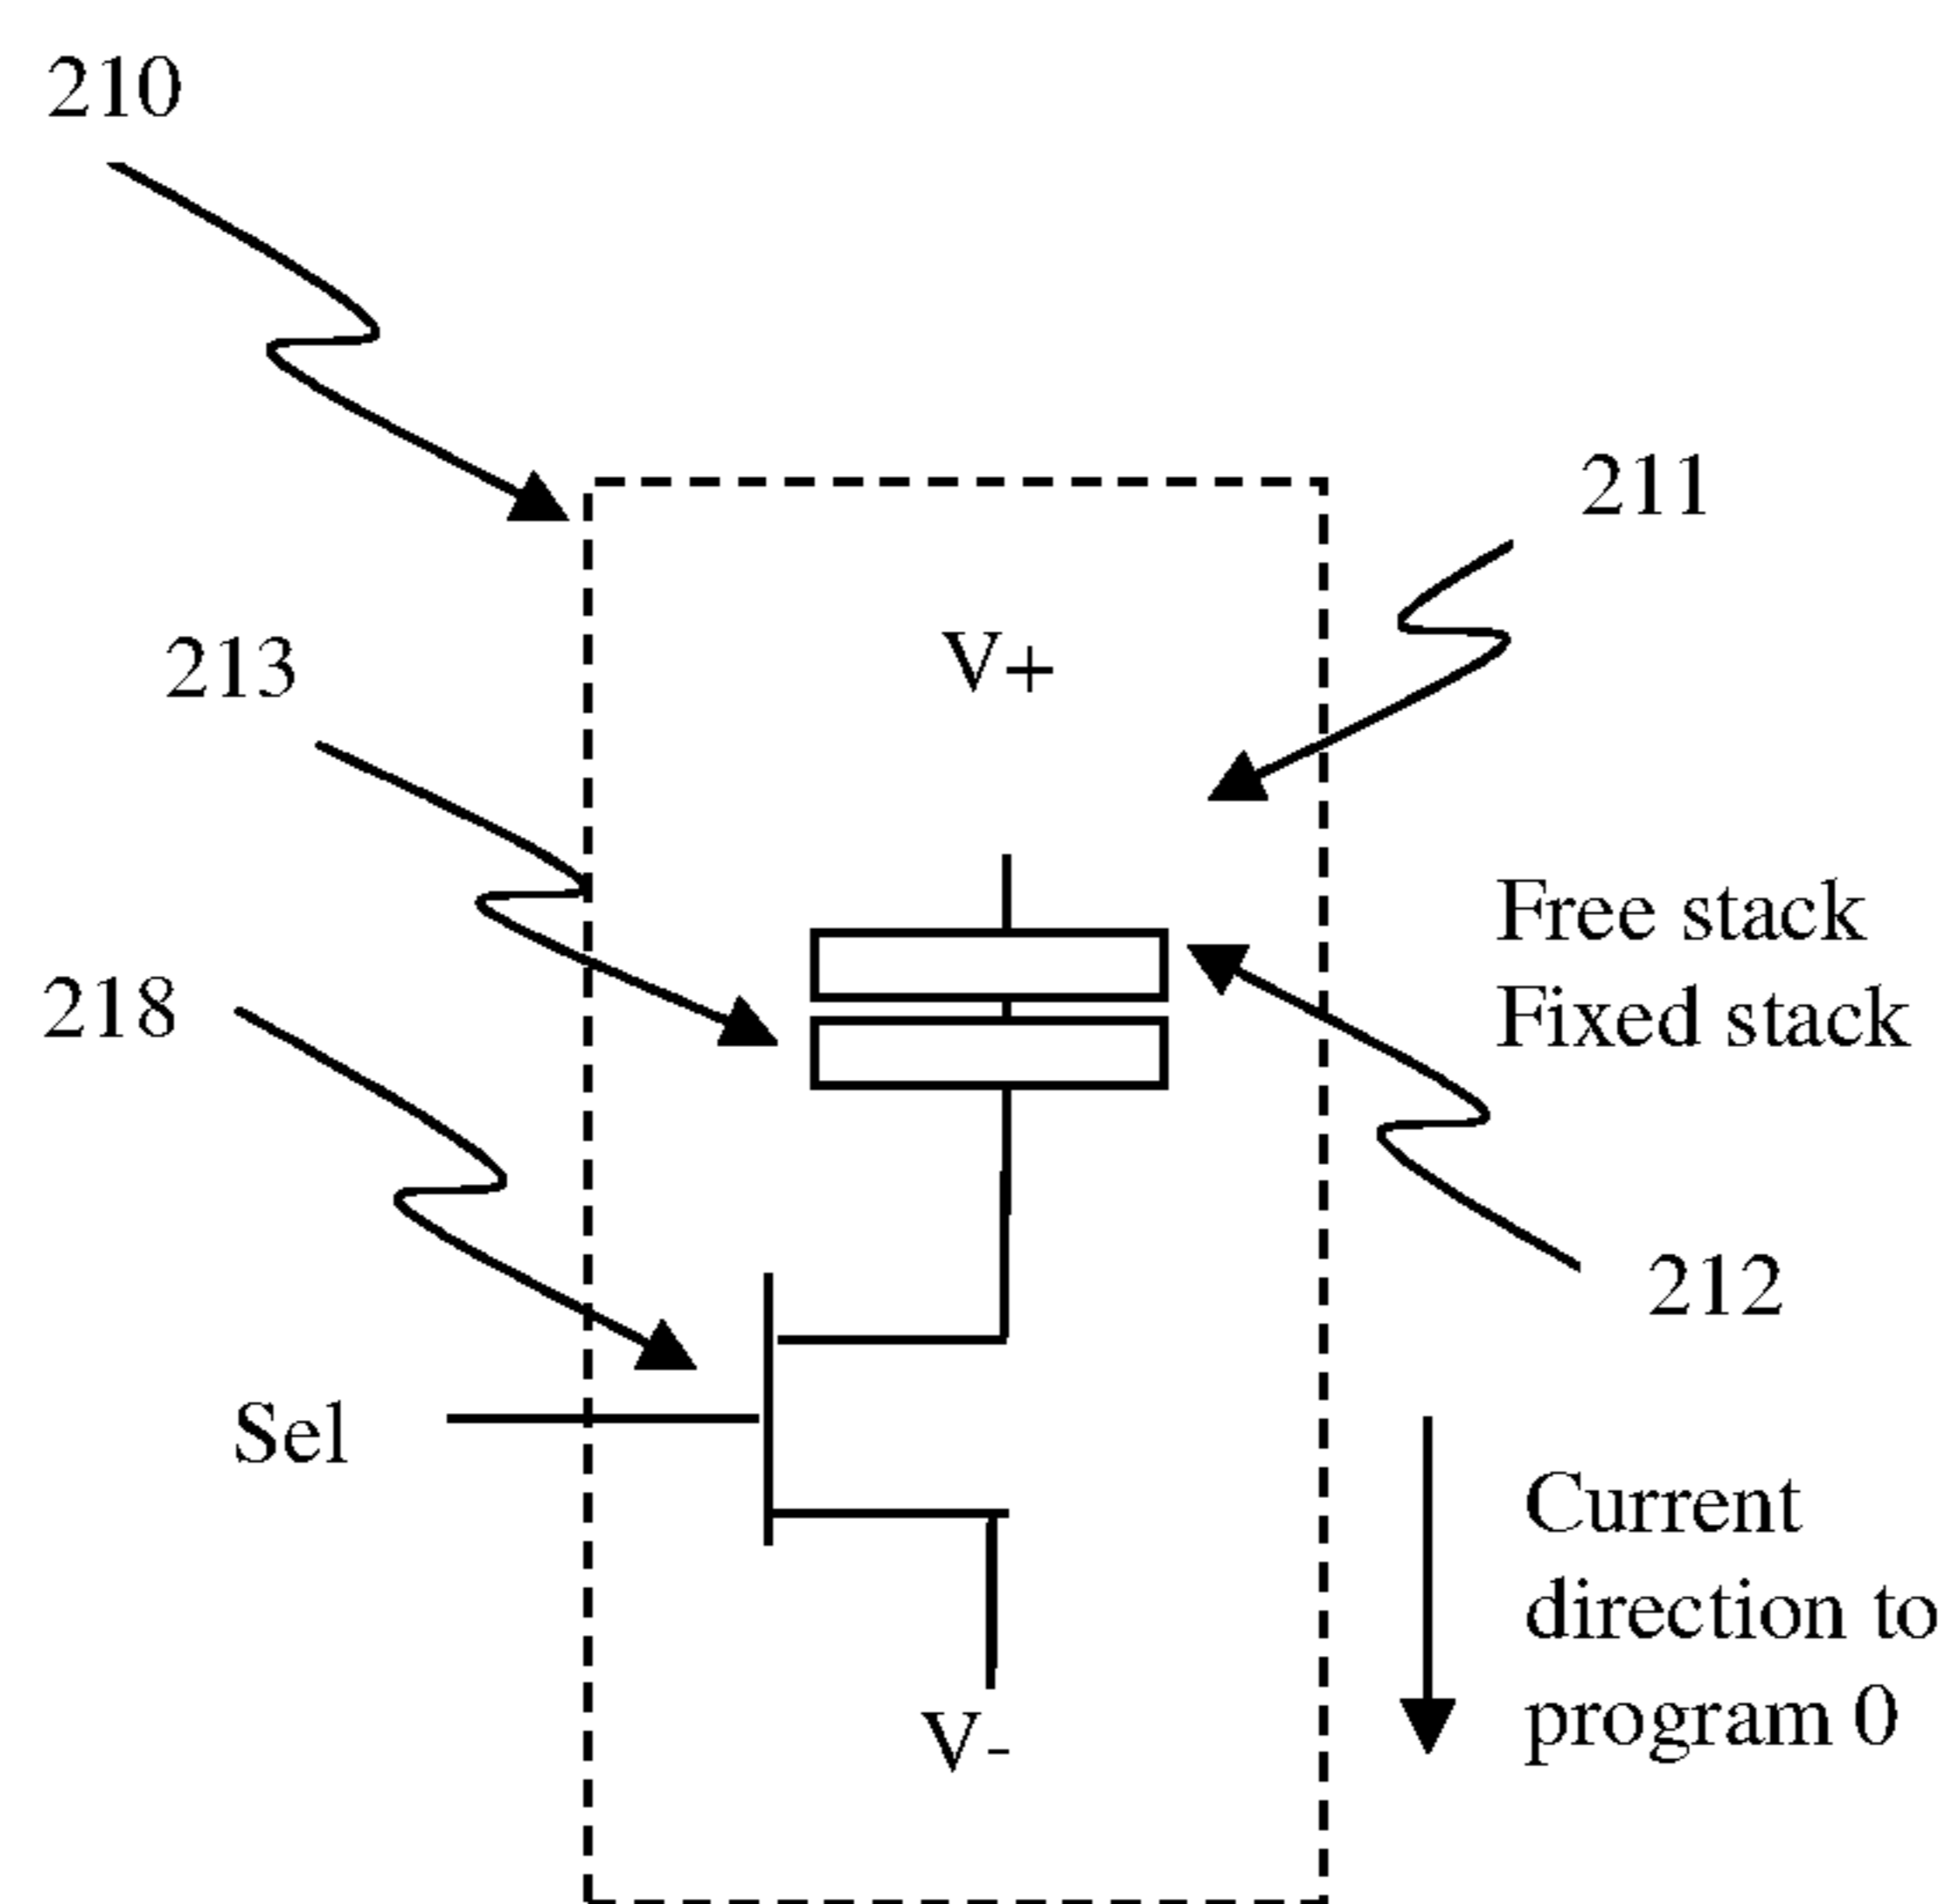 210
211
V+
213
Free stack
Fixed stack
218
212
Sel
Current
direction to
program 0
V-